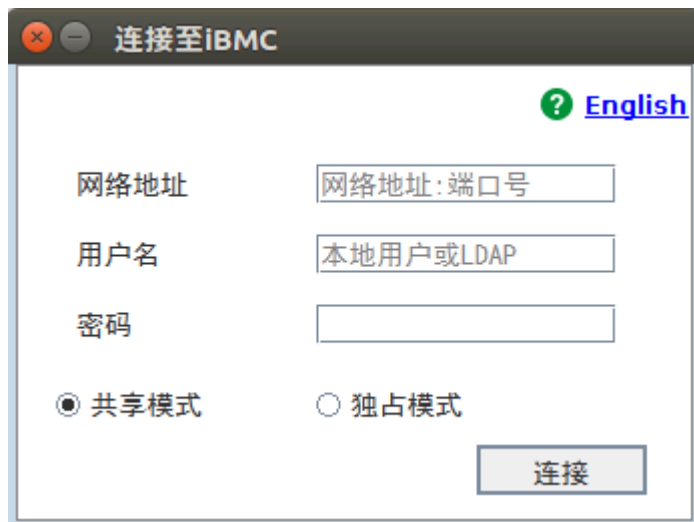 连接至iBMC
English
网络地址 网络地址:端口号
用户名 本地用户或LDAP
密码
共享模式 独占模式
连接